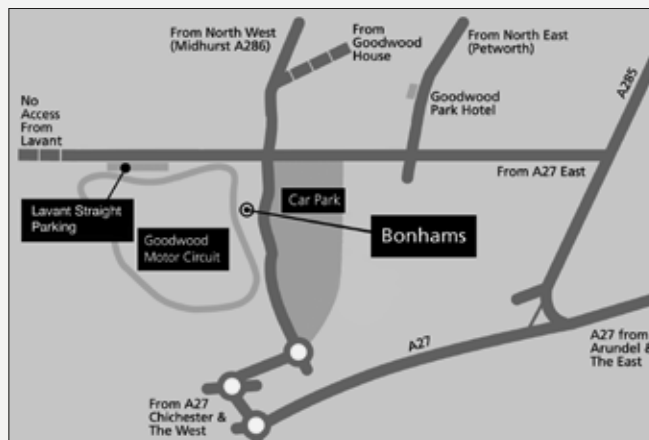 From North West
(Midhurst A286)
From
Goodwood
House
From North East
(Petworth)
No
Access
From
Lavant
Goodwood
Park Hotel
A285
From A27 East
Lavant Straight
Parking
Goodwood
Motor Circuit
Car Park
Bonhams
A27
A27 from
Arundel &
The East
From A27
Chichester &
The West